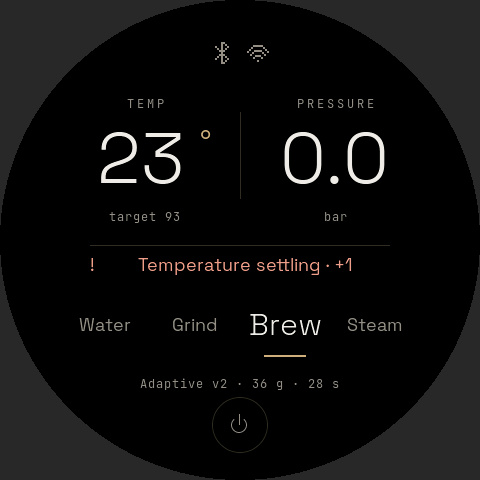 TEMP PRESSURE
23° 0.0
target 93 bar
! Temperature settling · +1
Water Grind Brew Steam
Adaptive v2 · 36 g · 28 s